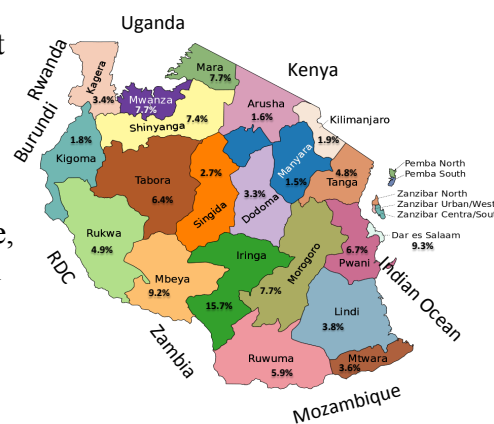 Uganda
t
Rwanda
Burundi
Kenya
Kagera
3.4%
Mara
7.7%
Mwanza
7.7%
Shinyanga
7.4%
Arusha
1.6%
Kilimanjaro
1.9%
1.8%
Kigoma
Tabora
6.4%
2.7%
Singida
3.3%
Dodoma
Manyara
1.5%
4.8%
Tanga
Pemba North
Pemba South
Zanzibar North
Zanzibar Urban/West
Zanzibar Centra/Sou
Dar es Salaam
9.3%
e,
Rukwa
4.9%
RDC
Mbeya
9.2%
Iringa
15.7%
Morogoro
7.7%
6.7%
Pwani
Indian Ocean
Lindi
3.8%
Zambia
Ruwuma
5.9%
Mtwara
3.6%
Mozambique